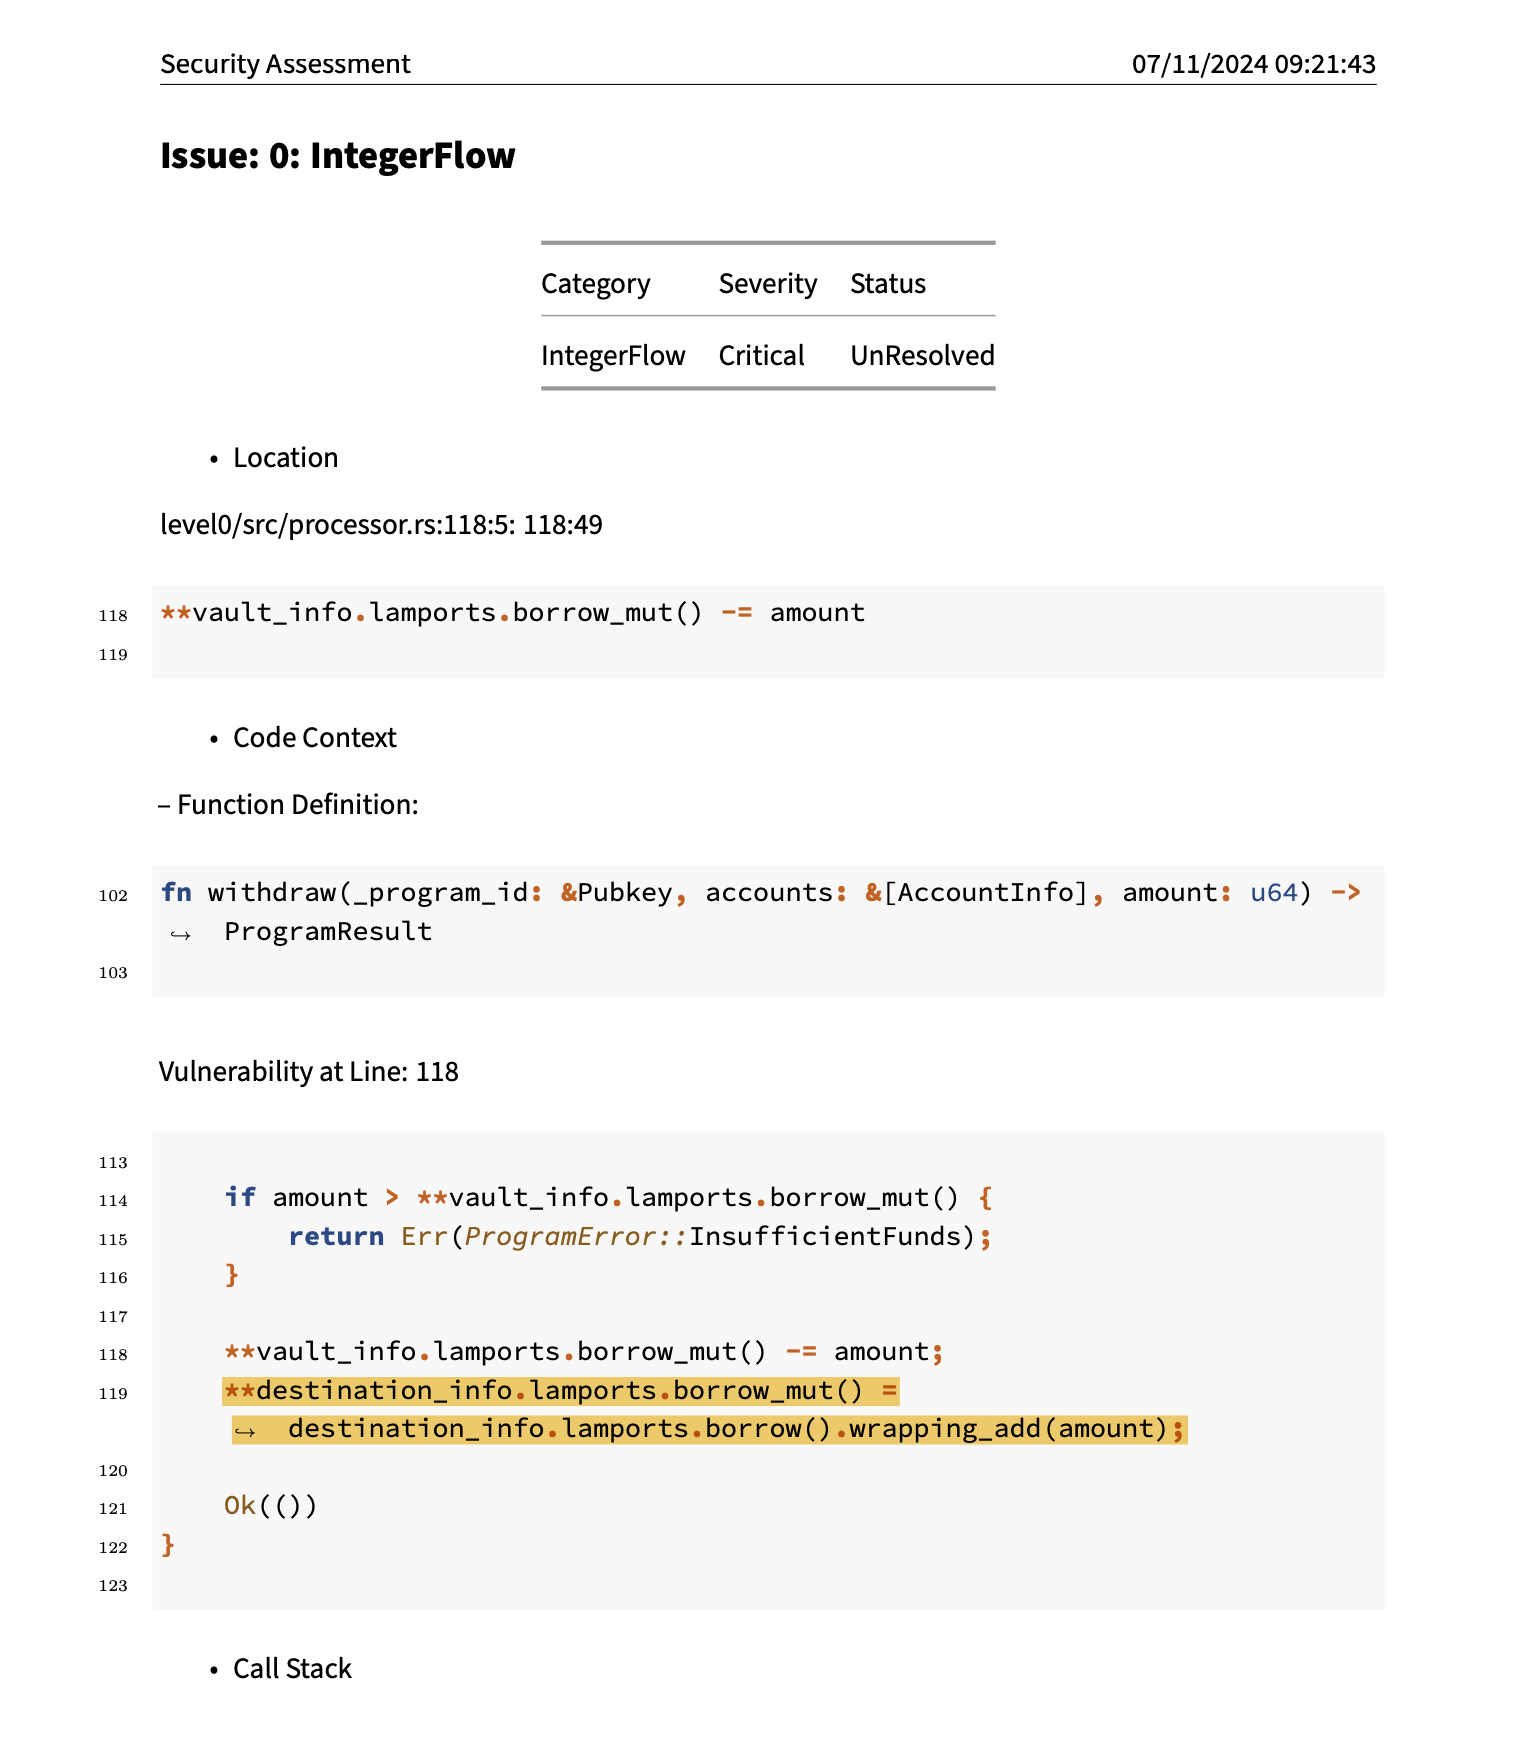 Security Assessment 07/11/2024 09:21:43
Issue: 0: IntegerFlow
Category Severity Status
IntegerFlow Critical UnResolved
• Location
level0/src/processor.rs:118:5: 118:49
118 **vault_info.lamports.borrow_mut() -= amount
119
• Code Context
– Function Definition:
102 fn withdraw(_program_id: &Pubkey, accounts: &[AccountInfo], amount: u64) ->
↪ ProgramResult
103
Vulnerability at Line: 118
113
114     if amount > **vault_info.lamports.borrow_mut() {
115         return Err(ProgramError::InsufficientFunds);
116     }
117
118     **vault_info.lamports.borrow_mut() -= amount;
119     **destination_info.lamports.borrow_mut() =
↪ destination_info.lamports.borrow().wrapping_add(amount);
120
121     Ok(())
122 }
123
• Call Stack